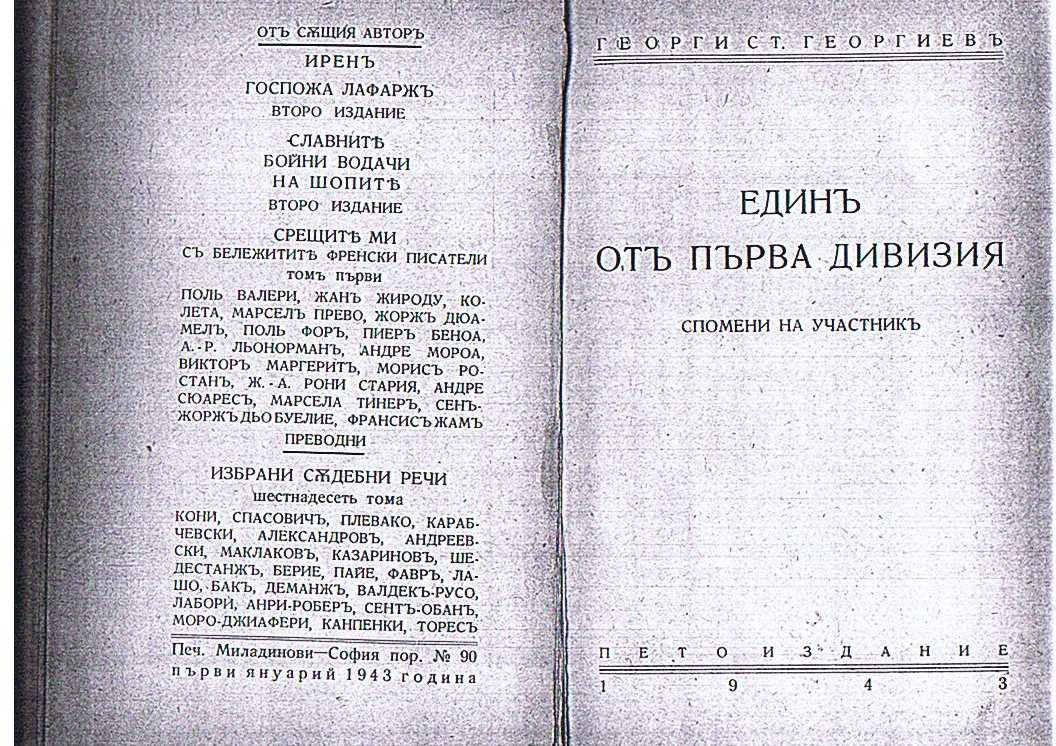 ОТЪ СѪЩИЯ АВТОРЪ
ИРЕНЪ
ГОСПОЖА ЛАФАРЖЪ
ВТОРО ИЗДАНИЕ
СЛАВНИТѢ
БОЙНИ ВОДАЧИ
НА ШОПИТѢ
ВТОРО ИЗДАНИЕ
СРЕЩИТѢ МИ
СЪ БЕЛЕЖИТИТѢ ФРЕНСКИ ПИСАТЕЛИ
томъ първи
ПОЛЬ ВАЛЕРИ, ЖАНЪ ЖИРОДУ, КО-
ЛЕТА, МАРСЕЛЪ ПРЕВО, ЖОРЖЪ ДЮА-
МЕЛЪ, ПОЛЬ ФОРЪ, ПИЕРЪ БЕНОА,
А.-Р. ЛЬОНОРМАНЪ, АНДРЕ МОРОА,
ВИКТОРЪ МАРГЕРИТЪ, МОРИСЪ РО-
СТАНЪ, Ж.-А. РОНИ СТАРИЯ, АНДРЕ
СЮАРЕСЪ, МАРСЕЛА ТИНЕРЪ, СЕНЪ-
ЖОРЖЪ ДЬО БУЕЛИЕ, ФРАНСИСЪ ЖАМЪ
ПРЕВОДНИ
ИЗБРАНИ СѪДЕБНИ РЕЧИ
шестнадесеть тома
КОНИ, СПАСОВИЧЪ, ПЛЕВАКО, КАРАБ-
ЧЕВСКИ, АЛЕКСАНДРОВЪ, АНДРЕЕВ-
СКИ, МАКЛАКОВЪ, КАЗАРИНОВЪ, ШЕ-
ДЕСТАНЖЪ, БЕРИЕ, ПАЙЕ, ФАВРЪ, ЛА-
ШО, БАКЪ, ДЕМАНЖЪ, ВАЛДЕКЪ-РУСО,
ЛАБОРИ, АНРИ-РОБЕРЪ, СЕНТЪ-ОБАНЪ,
МОРО-ДЖИАФЕРИ, КАНПЕНКИ, ТОРЕСЪ
Печ. Миладинови—София пор. № 90
първи януарий 1943 година
ГЕОРГИ СТ. ГЕОРГИЕВЪ
ЕДИНЪ
ОТЪ ПЪРВА ДИВИЗИЯ
СПОМЕНИ НА УЧАСТНИКЪ
ПЕТО ИЗДАНИЕ
1943